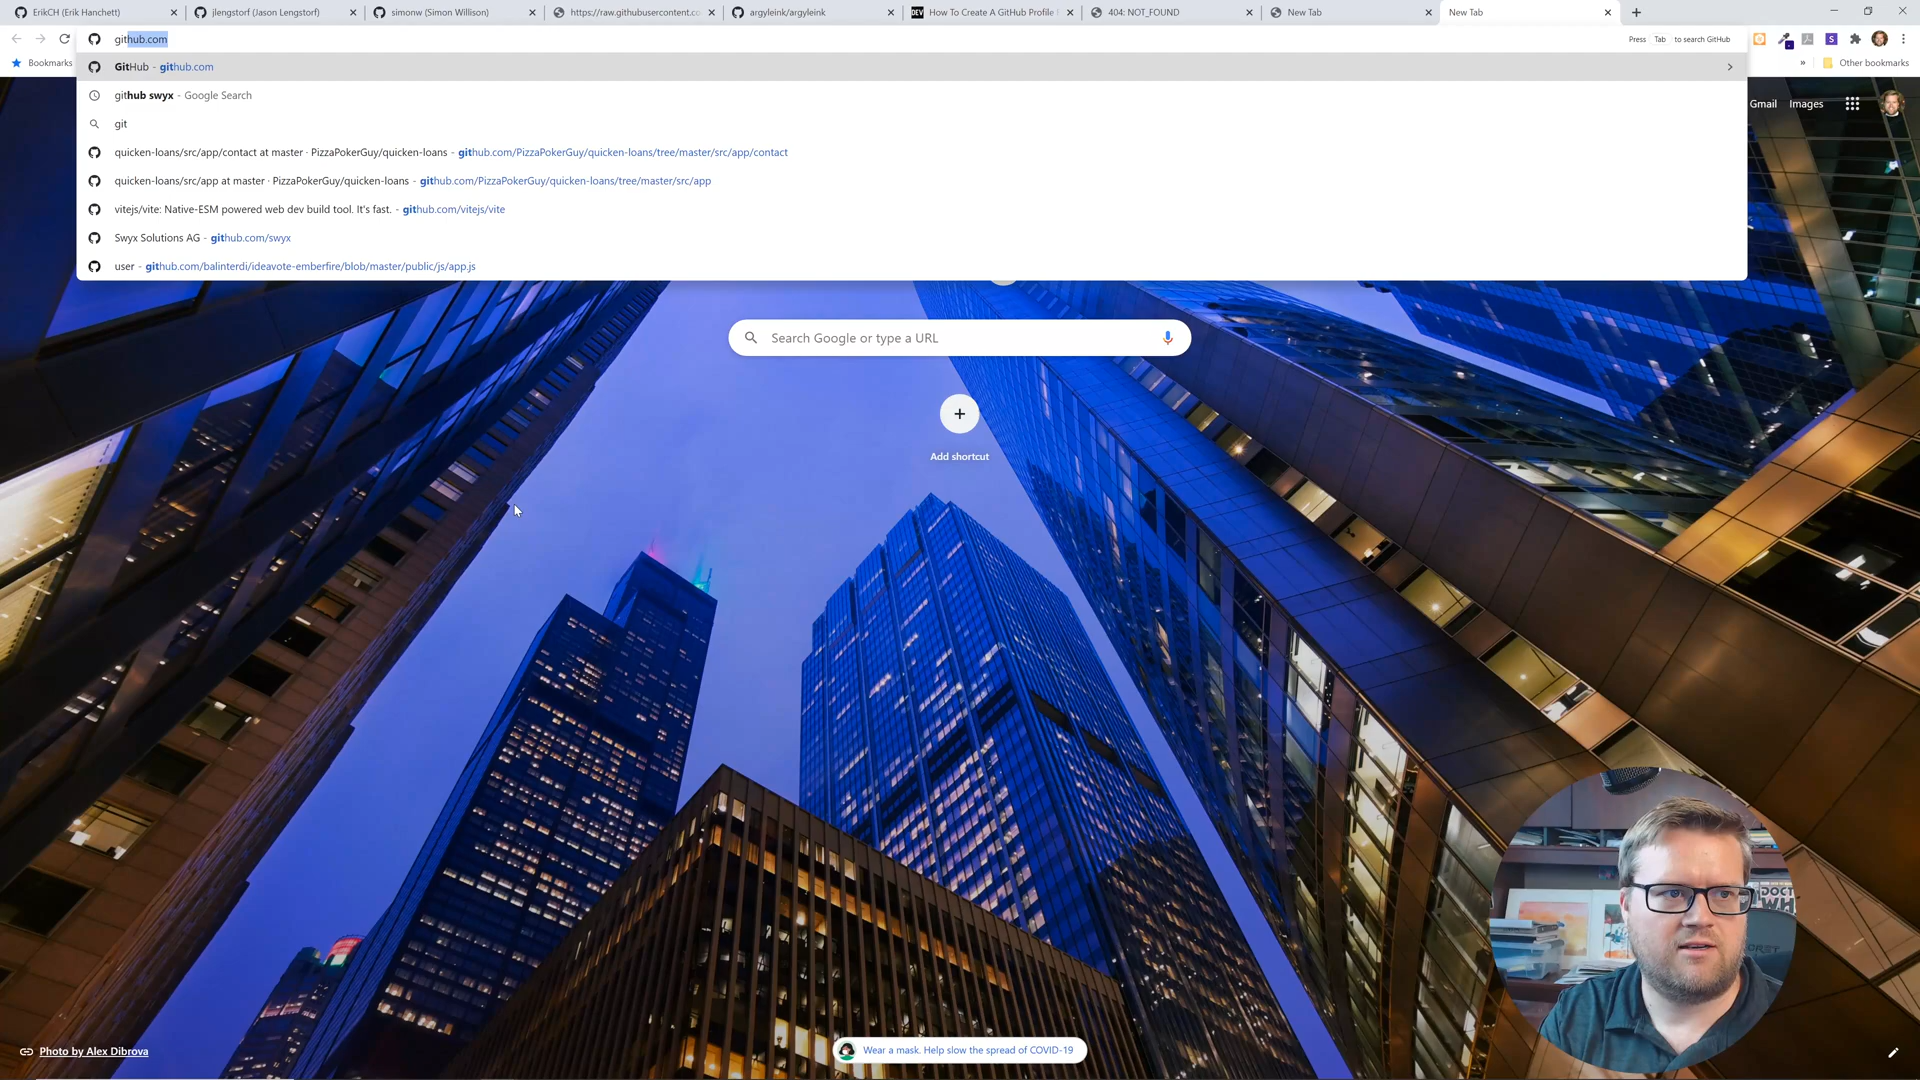 ErikCH (Erik Hanchett)
jlengstorf (Jason Lengstorf)
simonw (Simon Willison)
https://raw.githubusercontent.co
argyleink/argyleink
DEV
How To Create A GitHub Profile
404: NOT_FOUND
New Tab
New Tab
github.com
Press Tab to search GitHub
S
Bookmarks
» Other bookmarks
GitHub - github.com
github swyx - Google Search
git
quicken-loans/src/app/contact at master · PizzaPokerGuy/quicken-loans - github.com/PizzaPokerGuy/quicken-loans/tree/master/src/app/contact
quicken-loans/src/app at master · PizzaPokerGuy/quicken-loans - github.com/PizzaPokerGuy/quicken-loans/tree/master/src/app
vitejs/vite: Native-ESM powered web dev build tool. It's fast. - github.com/vitejs/vite
Swyx Solutions AG - github.com/swyx
user - github.com/balinterdi/ideavote-emberfire/blob/master/public/js/app.js
Gmail Images
Search Google or type a URL
Add shortcut
DOCT
WH
Photo by Alex Dibrova
Wear a mask. Help slow the spread of COVID-19